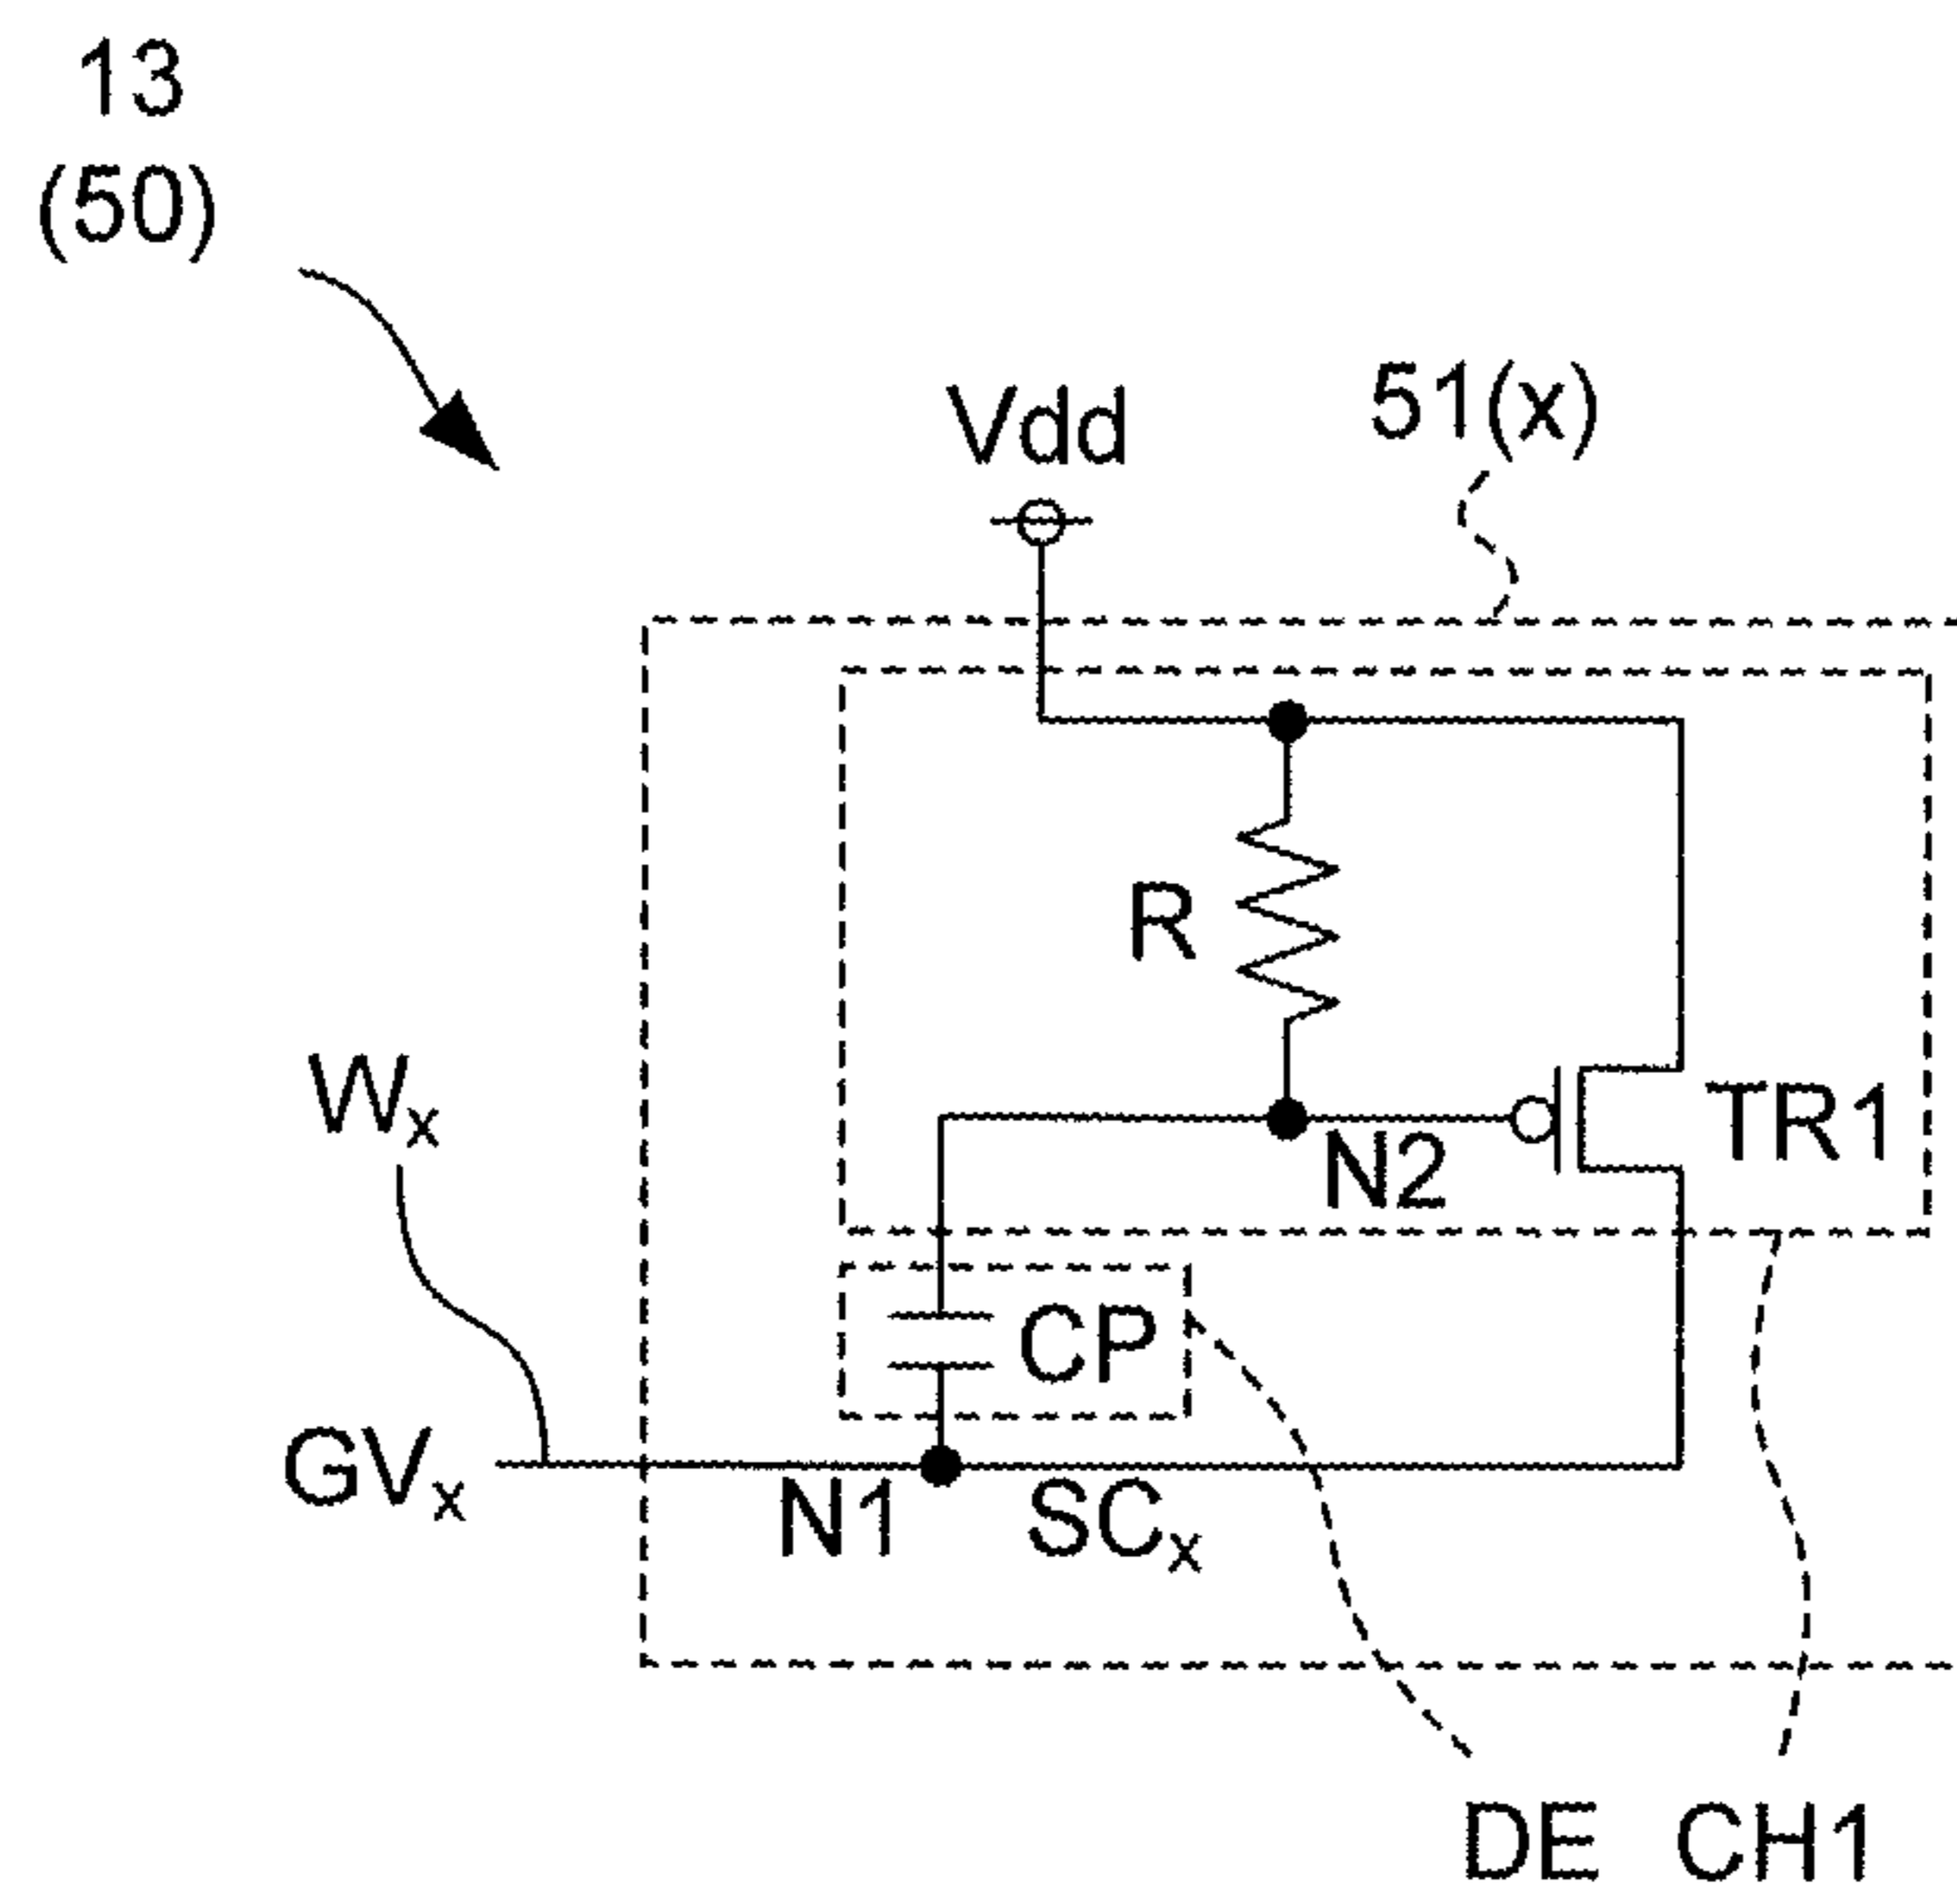 13
(50)
Vdd
51(x)
R
Wₓ
TR1
N2
CP
GVₓ
N1
SCₓ
DE
CH1